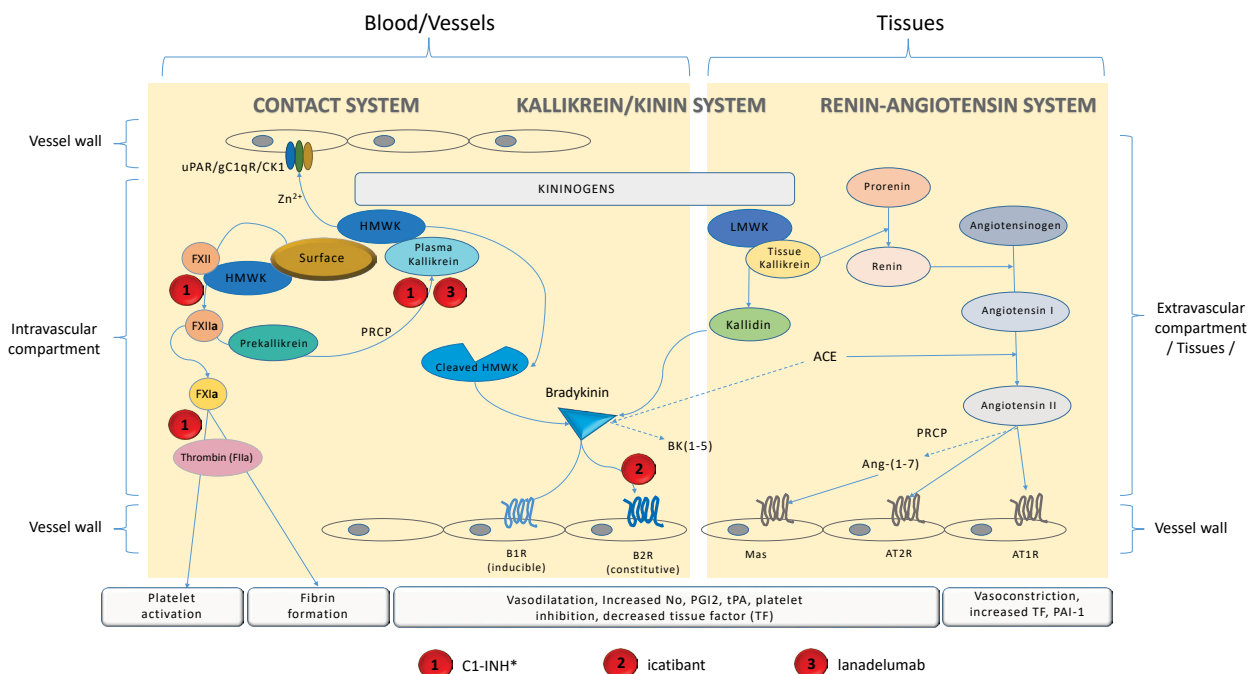 Blood/Vessels
Tissues
CONTACT SYSTEM
KALLIKREIN/KININ SYSTEM
RENIN-ANGIOTENSIN SYSTEM
Vessel wall
Vessel wall
uPAR/gC1qR/CK1
Zn²⁺
KININOGENS
Prorenin
HMWK
LMWK
Angiotensinogen
FXII
Surface
Plasma
Kallikrein
Tissue
Kallikrein
Renin
HMWK
1
1
3
Intravascular
compartment
Extravascular
compartment
/ Tissues /
FXIIa
Prekallikrein
PRCP
Kallidin
Angiotensin I
Cleaved HMWK
ACE
FXIa
Bradykinin
Angiotensin II
1
PRCP
BK(1-5)
Thrombin (FIIa)
2
Ang-(1-7)
Vessel wall
Vessel wall
B1R
(inducible)
B2R
(constitutive)
Mas
AT2R
AT1R
Platelet
activation
Fibrin
formation
Vasodilatation, Increased No, PGI2, tPA, platelet
inhibition, decreased tissue factor (TF)
Vasoconstriction,
increased TF, PAI-1
1 C1-INH*
2 icatibant
3 lanadelumab